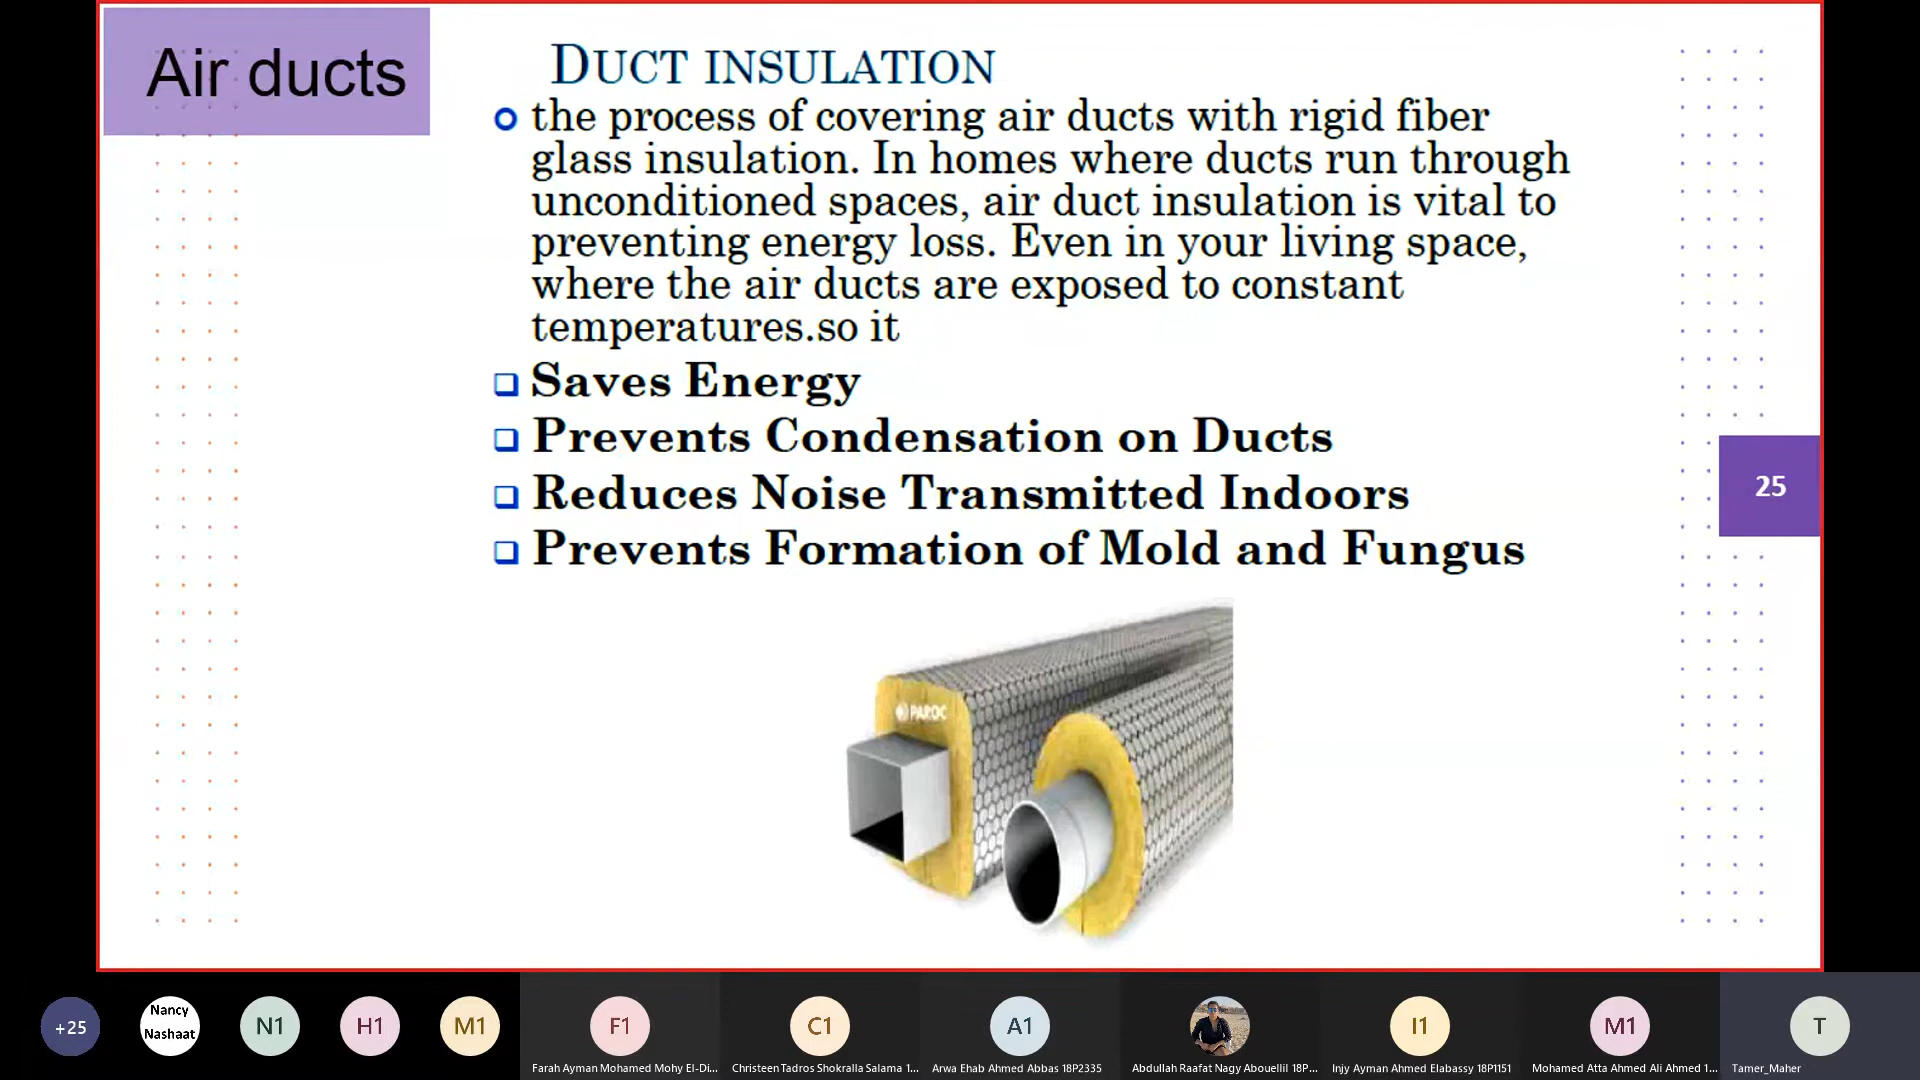 Air ducts
DUCT INSULATION
the process of covering air ducts with rigid fiber
glass insulation. In homes where ducts run through
unconditioned spaces, air duct insulation is vital to
preventing energy loss. Even in your living space,
where the air ducts are exposed to constant
temperatures.so it
Saves Energy
Prevents Condensation on Ducts
Reduces Noise Transmitted Indoors
Prevents Formation of Mold and Fungus
25
PAROC
+25
Nancy
Nashaat
N1
H1
M1
F1
C1
A1
I1
M1
T
Farah Ayman Mohamed Mohy El-Di...
Christeen Tadros Shokralla Salama 1...
Arwa Ehab Ahmed Abbas 18P2335
Abdullah Raafat Nagy Abouellil 18P...
Injy Ayman Ahmed Elabassy 18P1151
Mohamed Atta Ahmed Ali Ahmed 1...
Tamer_Maher